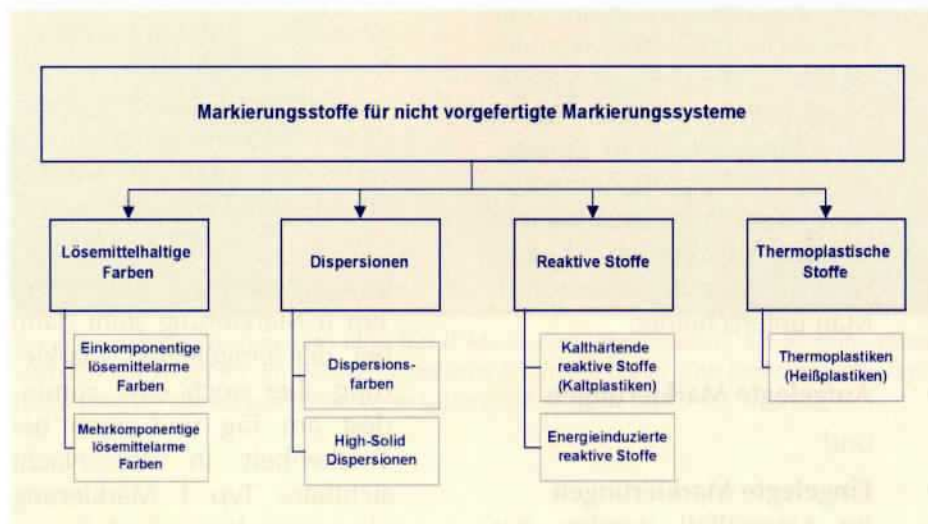 Markierungsstoffe für nicht vorgefertigte Markierungssysteme
Lösemittelhaltige
Farben
Dispersionen
Reaktive Stoffe
Thermoplastische
Stoffe
Einkomponentige
lösemittelarme
Farben
Mehrkomponentige
lösemittelarme
Farben
Dispersions-
farben
High-Solid
Dispersionen
Kalthärtende
reaktive Stoffe
(Kaltplastiken)
Energieinduzierte
reaktive Stoffe
Thermoplastiken
(Heißplastiken)